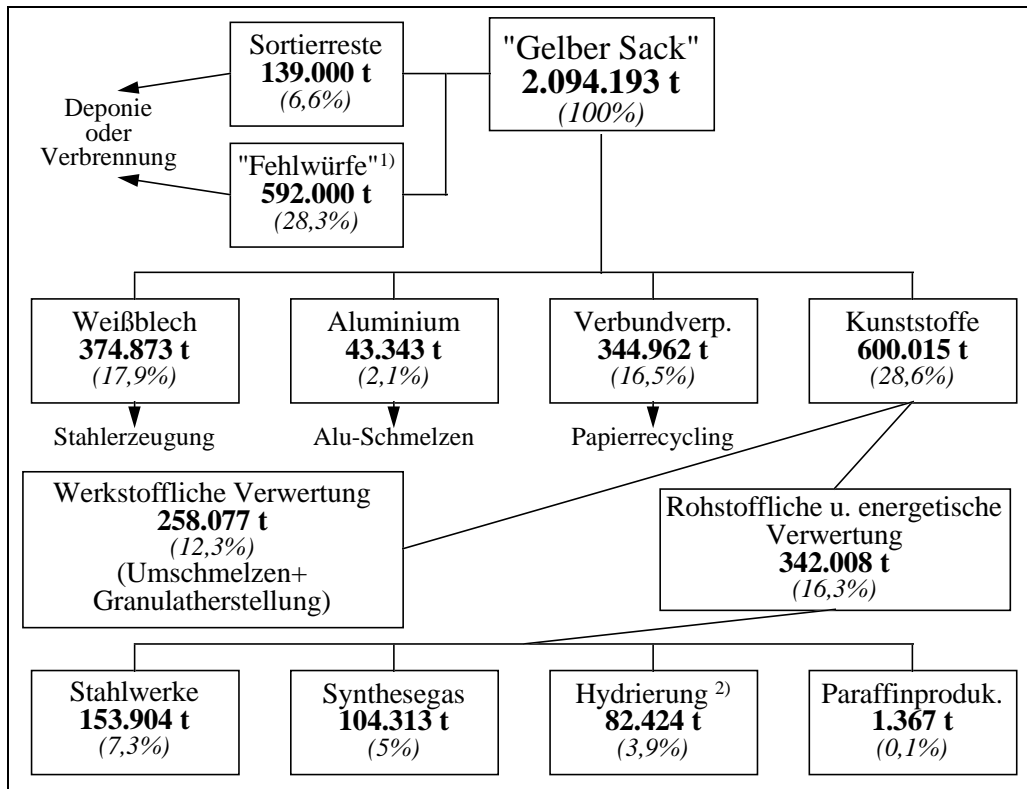 Sortierreste
139.000 t
(6,6%)
"Gelber Sack"
2.094.193 t
(100%)
Deponie
oder
Verbrennung
"Fehlwürfe" 1)
592.000 t
(28,3%)
Weißblech
374.873 t
(17,9%)
Aluminium
43.343 t
(2,1%)
Verbundverp.
344.962 t
(16,5%)
Kunststoffe
600.015 t
(28,6%)
Stahlerzeugung
Alu-Schmelzen
Papierrecycling
Werkstoffliche Verwertung
258.077 t
(12,3%)
(Umschmelzen+
Granulatherstellung)
Rohstoffliche u. energetische
Verwertung
342.008 t
(16,3%)
Stahlwerke
153.904 t
(7,3%)
Synthesegas
104.313 t
(5%)
Hydrierung 2)
82.424 t
(3,9%)
Paraffinproduk.
1.367 t
(0,1%)